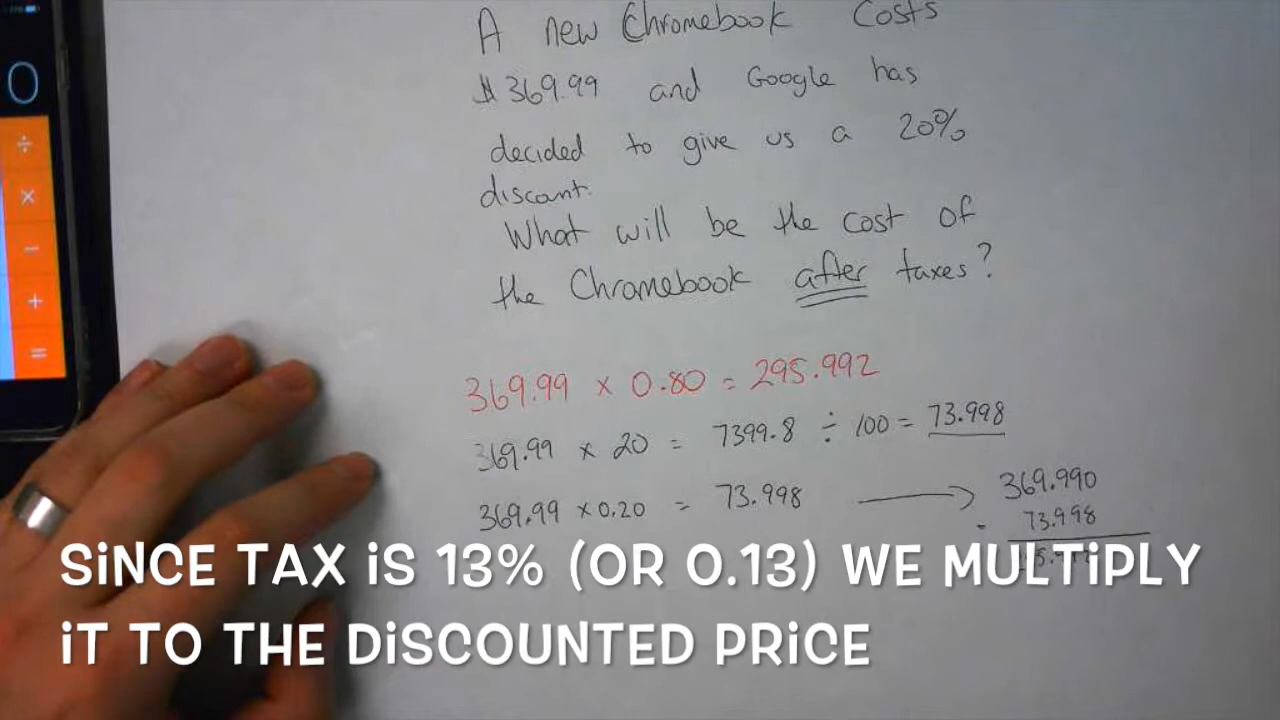 0
÷
×
−
+
=
A new Chromebook Costs
$369.99 and Google has
decided to give us a 20%
discount.
What will be the cost of
the Chromebook after taxes?
369.99 × 0.80 = 295.992
369.99 × 20 = 7399.8 ÷ 100 = 73.998
369.99 × 0.20 = 73.998 → 369.990
- 73.998
SiNCE TAX iS 13% (OR 0.13) WE MULTiPLY
iT TO THE DiSCOUNTED PRiCE